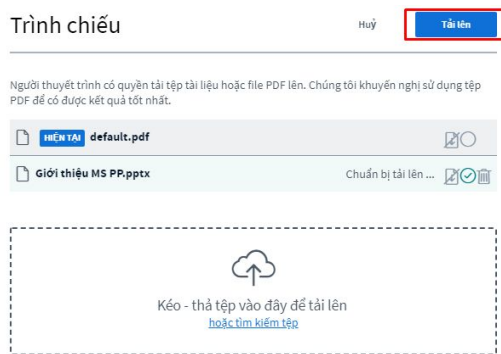 Trình chiếu
Huỷ
Tải lên
Người thuyết trình có quyền tải tệp tài liệu hoặc file PDF lên. Chúng tôi khuyến nghị sử dụng tệp
PDF để có được kết quả tốt nhất.
HIỆN TẠI default.pdf
Giới thiệu MS PP.pptx Chuẩn bị tải lên ...
Kéo - thả tệp vào đây để tải lên
hoặc tìm kiếm tệp